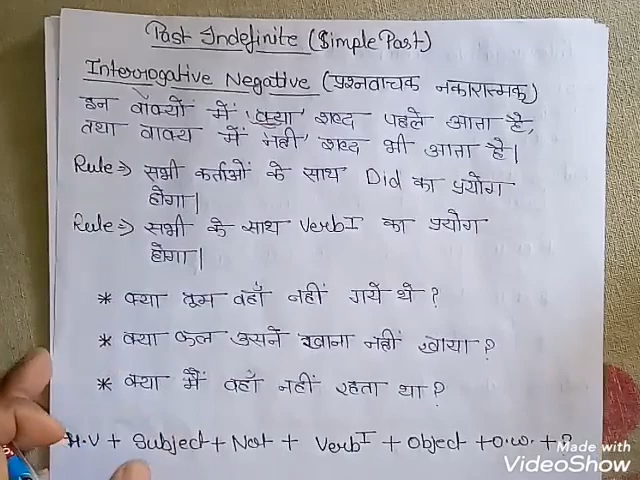 Past Indefinite (Simple Past)
Interrogative Negative (प्रश्नवाचक नकारात्मक)
इन वाक्यों में 'क्या' शब्द पहले आता है,
तथा वाक्य में 'नहीं' शब्द भी आता है।
Rule⇒ सभी कर्ताओं के साथ Did का प्रयोग
होगा।
Rule⇒ सभी के साथ Verb I का प्रयोग
होगा।
* क्या तुम वहाँ नहीं गये थे ?
* क्या कल उसने खाना नहीं खाया ?
* क्या मैं वहाँ नहीं रहता था ?
H.V + Subject + Not + Verb I + Object + O.W. + ?
Made with
VideoShow